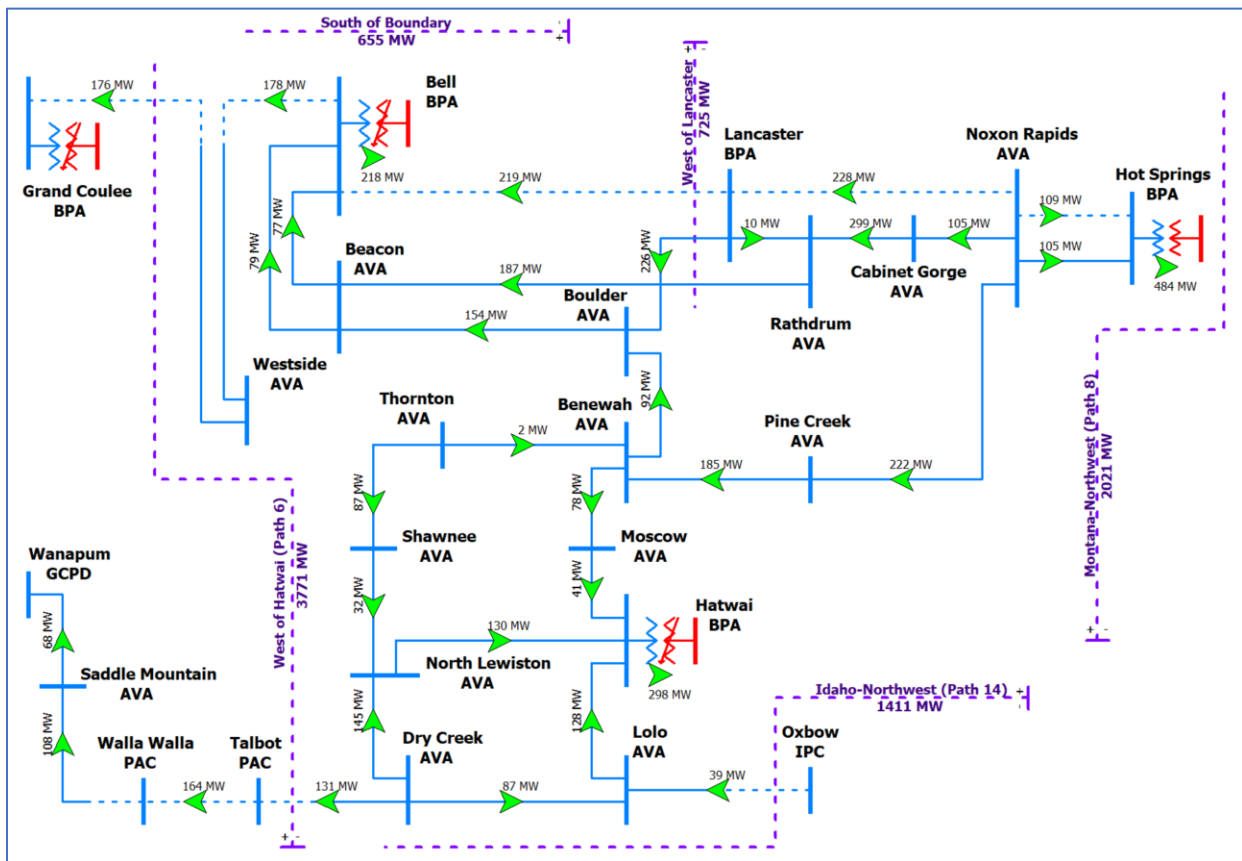 South of Boundary
655 MW
+
-
176 MW
178 MW
Bell
BPA
West of Lancaster
725 MW
+ -
Lancaster
BPA
Noxon Rapids
AVA
Hot Springs
BPA
Grand Coulee
BPA
218 MW
219 MW
228 MW
109 MW
77 MW
79 MW
10 MW
299 MW
105 MW
105 MW
226 MW
Beacon
AVA
187 MW
Cabinet Gorge
AVA
484 MW
Boulder
AVA
154 MW
Rathdrum
AVA
Westside
AVA
92 MW
Thornton
AVA
Benewah
AVA
Pine Creek
AVA
2 MW
185 MW
222 MW
Montana-Northwest (Path 8)
2021 MW
+ -
87 MW
78 MW
Shawnee
AVA
Moscow
AVA
Wanapum
GCPD
West of Hatwai (Path 6)
3771 MW
+ -
32 MW
41 MW
Hatwai
BPA
68 MW
130 MW
Saddle Mountain
AVA
North Lewiston
AVA
298 MW
Idaho-Northwest (Path 14)
1411 MW
+
-
145 MW
128 MW
108 MW
Walla Walla
PAC
Talbot
PAC
Dry Creek
AVA
Lolo
AVA
Oxbow
IPC
164 MW
131 MW
87 MW
39 MW